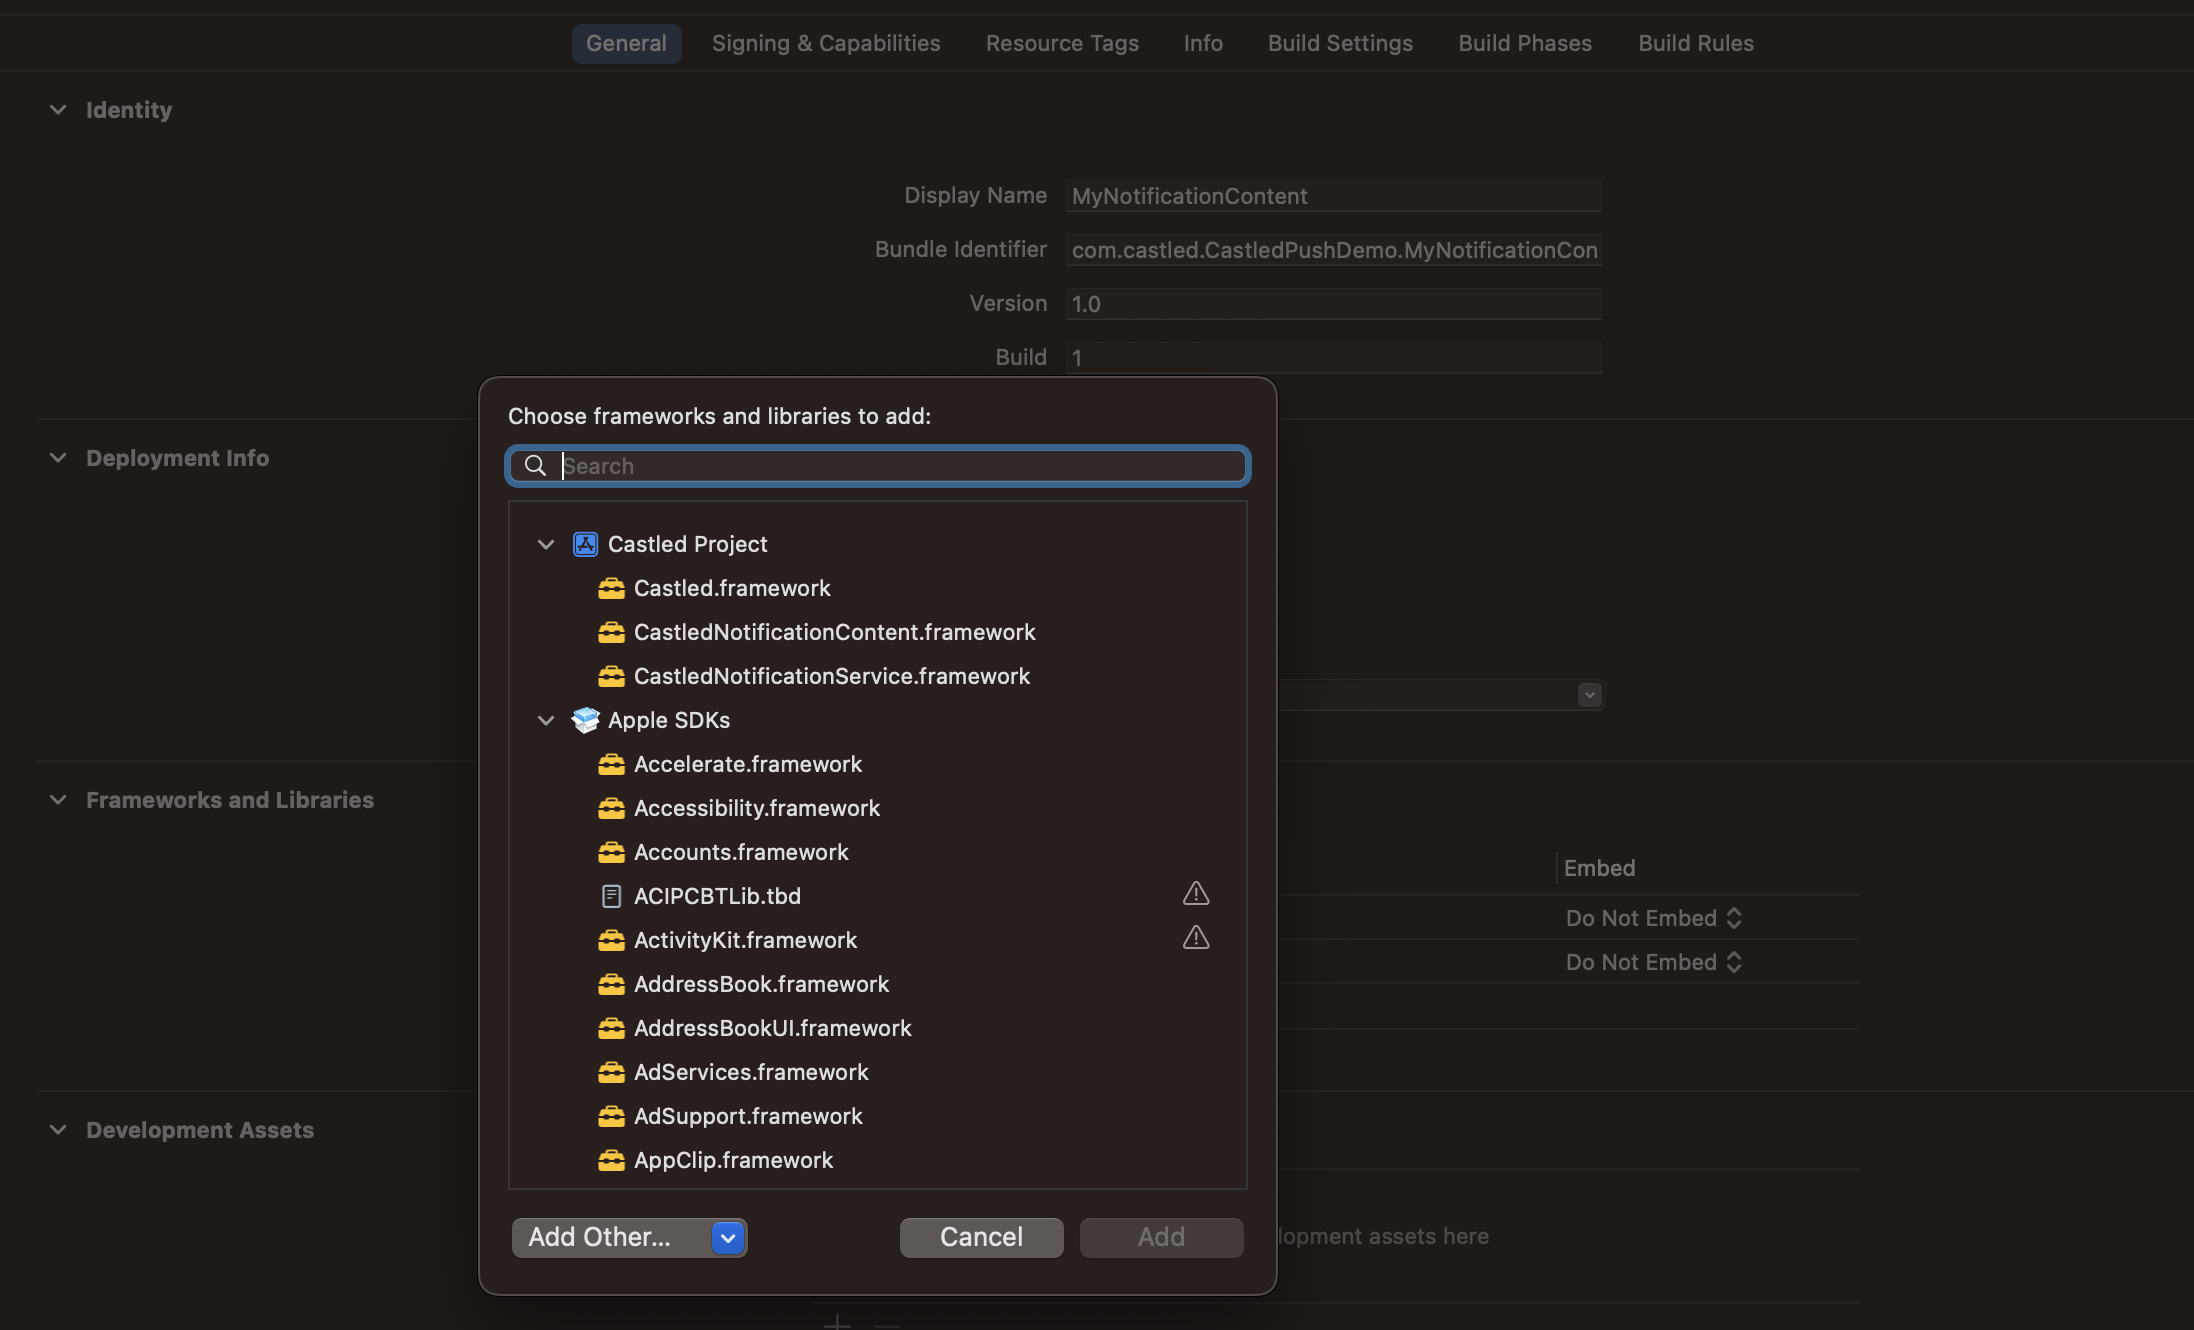 General Signing & Capabilities Resource Tags Info Build Settings Build Phases Build Rules
Identity
Display Name MyNotificationContent
Bundle Identifier com.castled.CastledPushDemo.MyNotificationCon
Version 1.0
Build 1
Deployment Info
Frameworks and Libraries
Embed
Do Not Embed
Do Not Embed
Development Assets
lopment assets here
Choose frameworks and libraries to add:
Search
Castled Project
Castled.framework
CastledNotificationContent.framework
CastledNotificationService.framework
Apple SDKs
Accelerate.framework
Accessibility.framework
Accounts.framework
ACIPCBTLib.tbd
ActivityKit.framework
AddressBook.framework
AddressBookUI.framework
AdServices.framework
AdSupport.framework
AppClip.framework
Add Other... Cancel Add